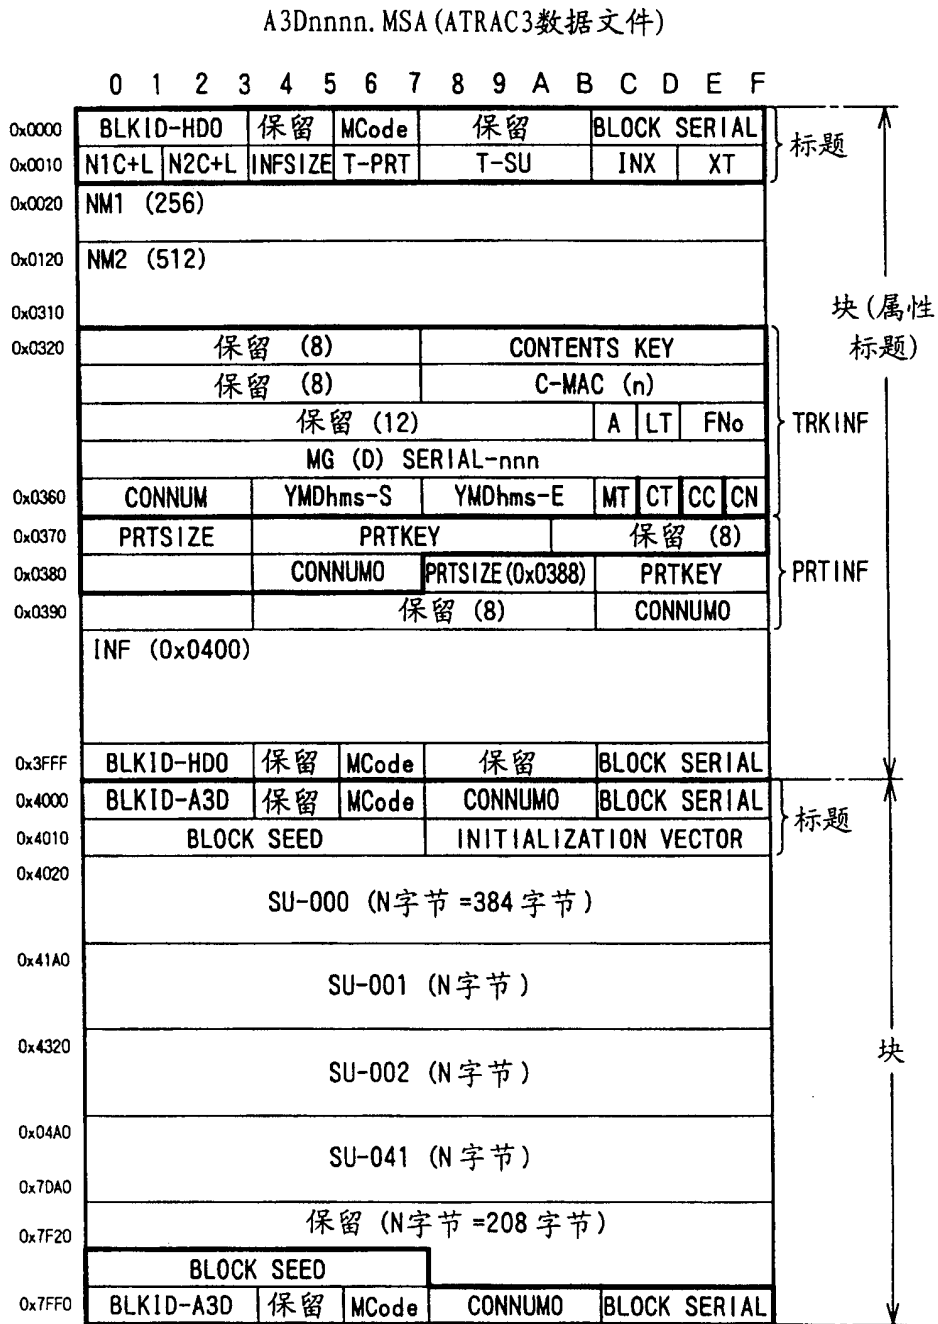 A3Dnnnn.MSA(ATRAC3数据文件)
0 1 2 3 4 5 6 7 8 9 A B C D E F
0x0000 BLKID-HD0 保留 MCode 保留 BLOCK SERIAL
标题
0x0010 N1C+L N2C+L INFSIZE T-PRT T-SU INX XT
0x0020 NM1 (256)
0x0120 NM2 (512)
0x0310
块(属性
标题)
0x0320 保留 (8) CONTENTS KEY
保留 (8) C-MAC (n)
保留 (12) A LT FNo
TRKINF
MG (D) SERIAL-nnn
0x0360 CONNUM YMDhms-S YMDhms-E MT CT CC CN
0x0370 PRTSIZE PRTKEY 保留 (8)
0x0380 CONNUM0 PRTSIZE(0x0388) PRTKEY
PRTINF
0x0390 保留 (8) CONNUM0
INF (0x0400)
0x3FFF BLKID-HD0 保留 MCode 保留 BLOCK SERIAL
0x4000 BLKID-A3D 保留 MCode CONNUM0 BLOCK SERIAL
标题
0x4010 BLOCK SEED INITIALIZATION VECTOR
0x4020
SU-000 (N字节=384字节)
0x41A0
SU-001 (N字节)
0x4320
SU-002 (N字节)
块
0x04A0
SU-041 (N字节)
0x7DA0
保留 (N字节=208字节)
0x7F20
BLOCK SEED
0x7FF0 BLKID-A3D 保留 MCode CONNUM0 BLOCK SERIAL